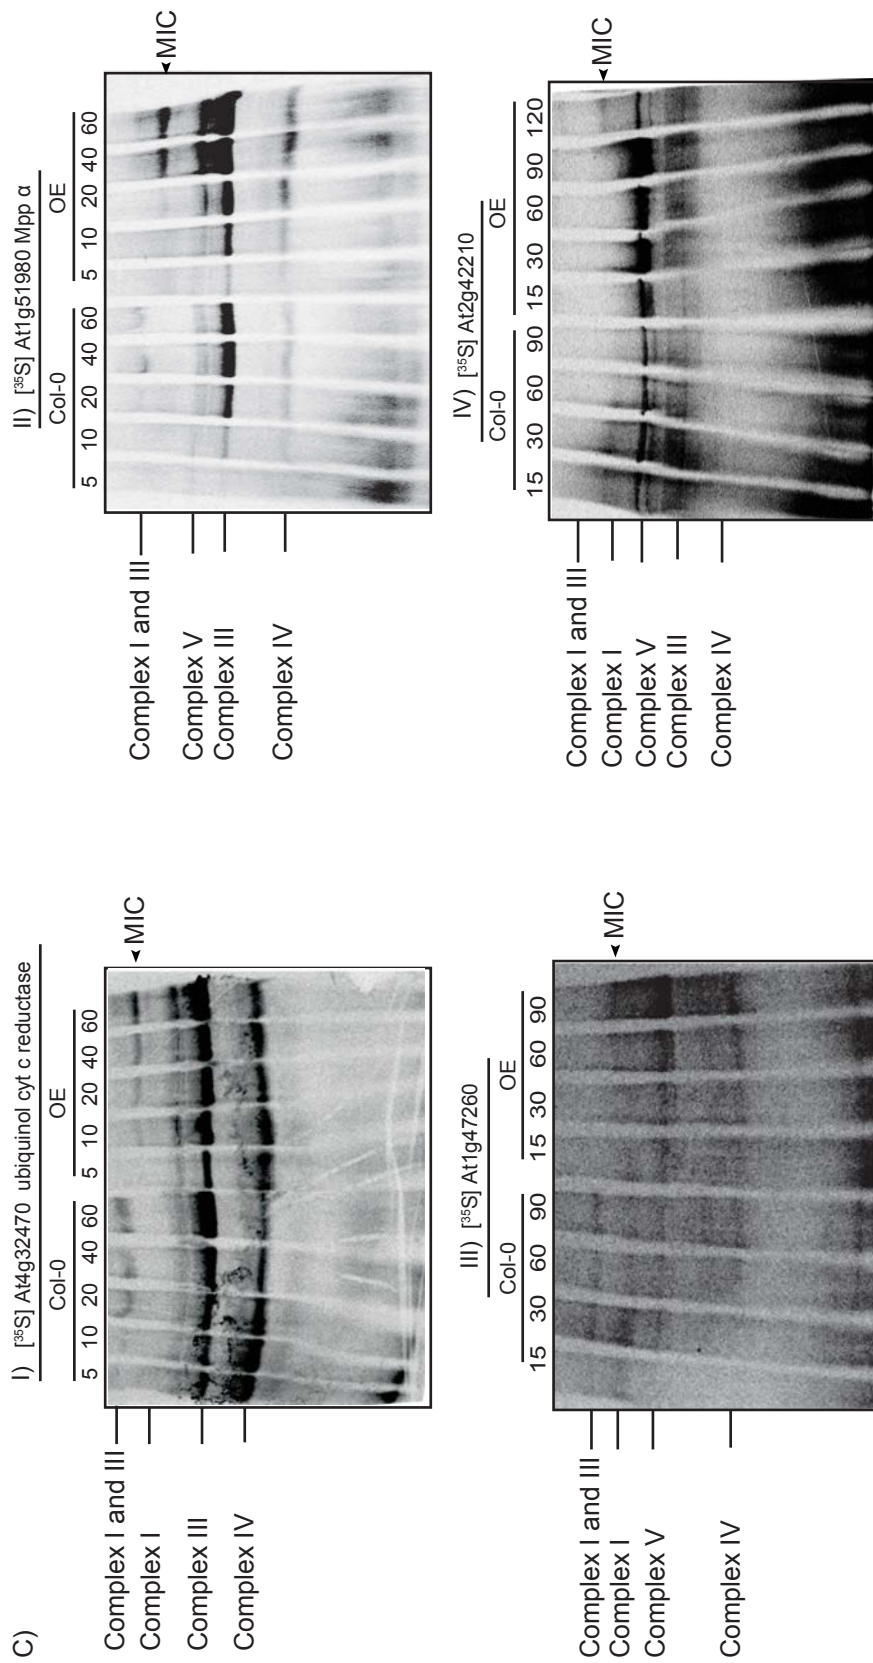 C)
I) [³⁵S] At4g32470 ubiquinol cyt c reductase
Col-0 OE
5 10 20 40 60 5 10 20 40 60
Complex I and III
Complex I
Complex III
Complex IV
MIC
II) [³⁵S] At1g51980 Mpp α
Col-0 OE
5 10 20 40 60 5 10 20 40 60
Complex I and III
Complex V
Complex III
Complex IV
MIC
III) [³⁵S] At1g47260
Col-0 OE
15 30 60 90 15 30 60 90
Complex I and III
Complex I
Complex V
Complex IV
MIC
IV) [³⁵S] At2g42210
Col-0 OE
15 30 60 90 15 30 60 90 120
Complex I and III
Complex I
Complex V
Complex III
Complex IV
MIC